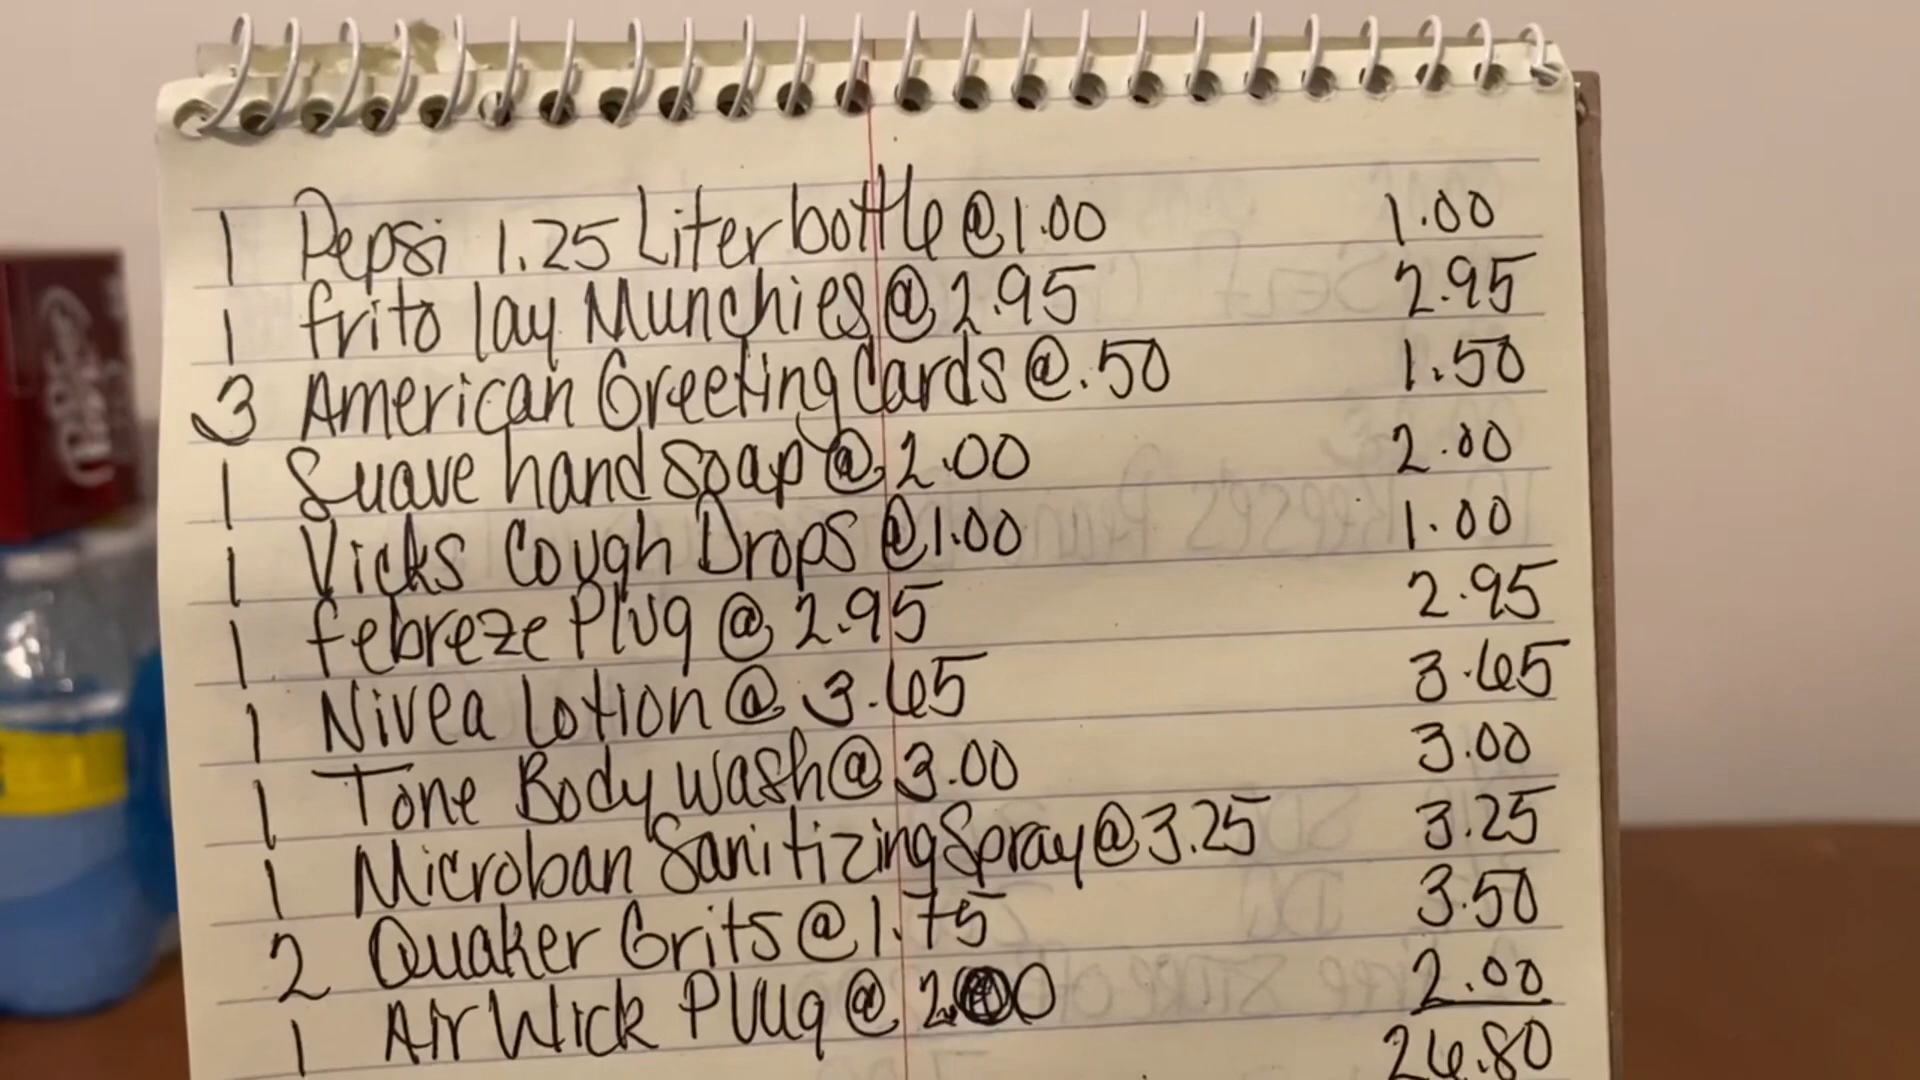 1 Pepsi 1.25 Liter bottle @ 1.00 1.00
1 frito lay Munchies @ 2.95 2.95
3 American Greeting Cards @ .50 1.50
1 Suave hand soap @ 2.00 2.00
1 Vicks Cough Drops @ 1.00 1.00
1 febreze Plug @ 2.95 2.95
1 Nivea Lotion @ 3.65 3.65
1 Tone Body wash @ 3.00 3.00
1 Microban Sanitizing Spray @ 3.25 3.25
2 Quaker Grits @ 1.75 3.50
1 Air Wick Plug @ 2.00 2.00
26.80